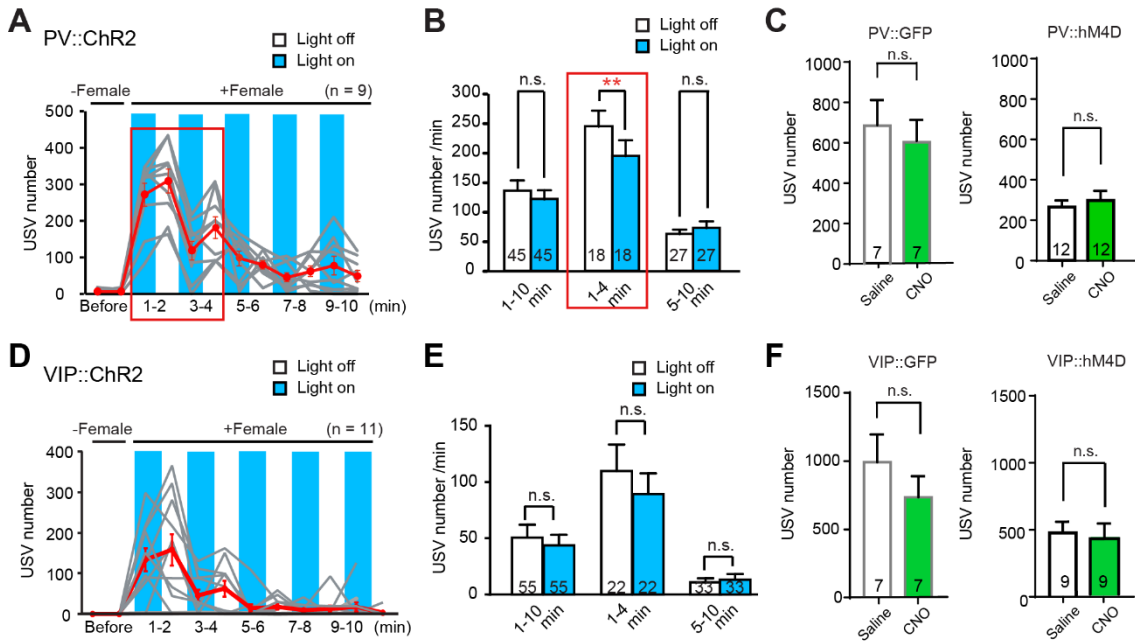 A
PV::ChR2
Light off
Light on
-Female
+Female
(n = 9)
USV number
500
400
300
200
100
0
Before
1-2
3-4
5-6
7-8
9-10
(min)
B
Light off
Light on
n.s.
**
n.s.
USV number /min
300
250
200
150
100
50
0
45
45
18
18
27
27
1-10 min
1-4 min
5-10 min
C
PV::GFP
n.s.
USV number
1000
800
600
400
200
0
7
7
Saline
CNO
PV::hM4D
n.s.
USV number
1000
800
600
400
200
0
12
12
Saline
CNO
D
VIP::ChR2
Light off
Light on
-Female
+Female
(n = 11)
USV number
400
300
200
100
0
Before
1-2
3-4
5-6
7-8
9-10
(min)
E
Light off
Light on
n.s.
n.s.
n.s.
USV number /min
150
100
50
0
55
55
22
22
33
33
1-10 min
1-4 min
5-10 min
F
VIP::GFP
n.s.
USV number
1500
1000
500
0
7
7
Saline
CNO
VIP::hM4D
n.s.
USV number
1500
1000
500
0
9
9
Saline
CNO